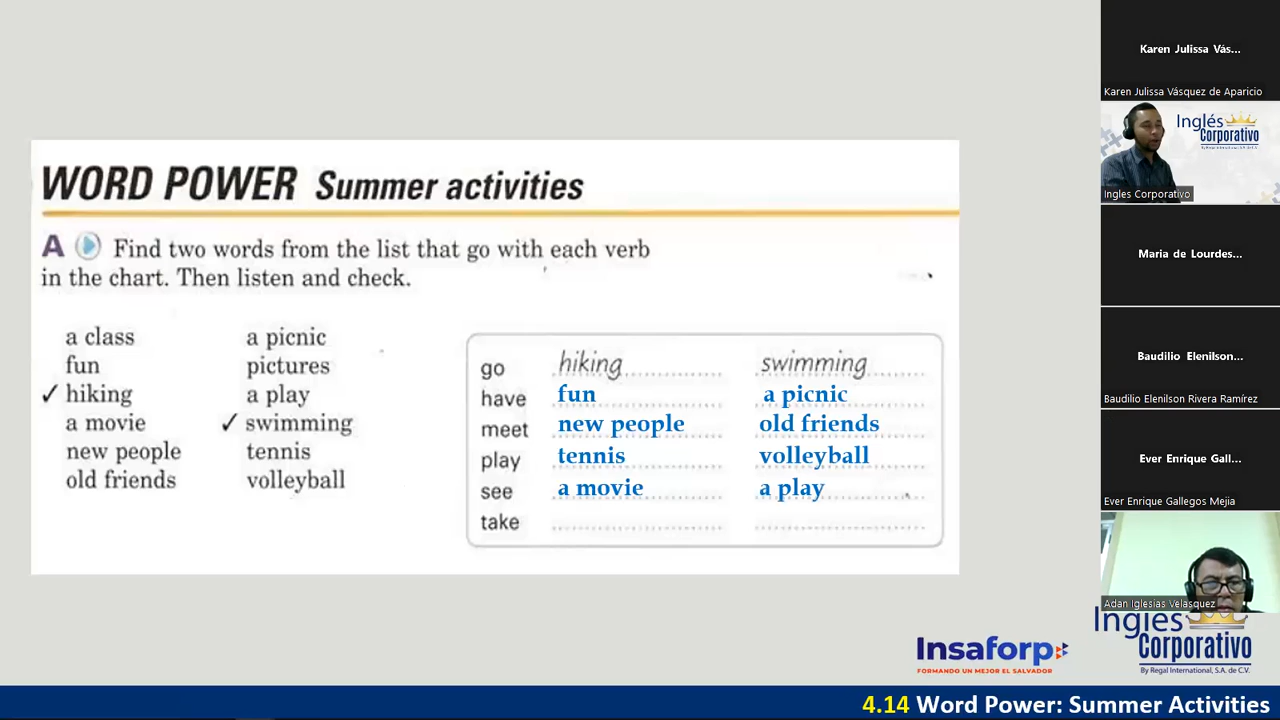 WORD POWER Summer activities
A Find two words from the list that go with each verb
in the chart. Then listen and check.
a class
fun
✓ hiking
a movie
new people
old friends
a picnic
pictures
a play
✓ swimming
tennis
volleyball
go hiking swimming
have fun a picnic
meet new people old friends
play tennis volleyball
see a movie a play
take
Karen Julissa Vás...
Karen Julissa Vásquez de Aparicio
Inglés
Corporativo
By Regal International, S.A. de C.V.
Ingles Corporativo
Maria de Lourdes...
Baudilio Elenilson...
Baudilio Elenilson Rivera Ramírez
Ever Enrique Gall...
Ever Enrique Gallegos Mejia
Adan Iglesias Velasquez
Insaforp
FORMANDO UN MEJOR EL SALVADOR
Inglés
Corporativo
By Regal International, S.A. de C.V.
4.14 Word Power: Summer Activities